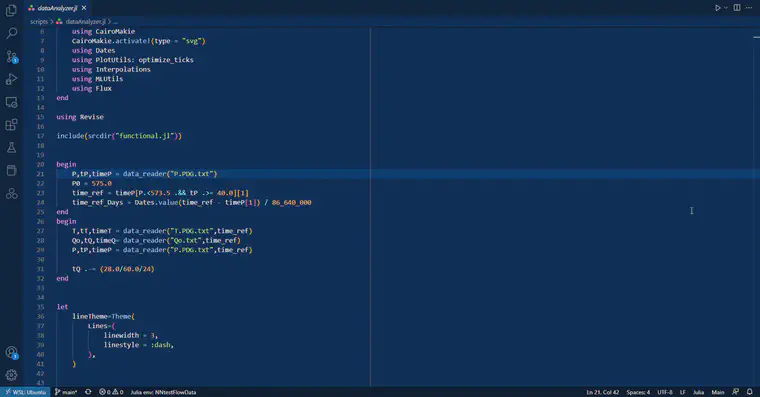 dataAnalyzer.jl
scripts > dataAnalyzer.jl > ...
6 using CairoMakie
7 CairoMakie.activate!(type = "svg")
8 using Dates
9 using PlotUtils: optimize_ticks
10 using Interpolations
11 using MLUtils
12 using Flux
13 end
14
15 using Revise
16
17 include(srcdir("functional.jl"))
18
19
20 begin
21 P,tP,timeP = data_reader("P.PDG.txt")
22 P0 = 575.0
23 time_ref = timeP[P.<573.5 .&& tP .>= 40.0][1]
24 time_ref_Days = Dates.value(time_ref - timeP[1]) / 86_640_000
25 end
26 begin
27 T,tT,timeT = data_reader("T.PDG.txt",time_ref)
28 Qo,tQ,timeQ= data_reader("Qo.txt",time_ref)
29 P,tP,timeP = data_reader("P.PDG.txt",time_ref)
30
31 tQ .-= (28.0/60.0/24)
32 end
33
34
35 let
36 lineTheme=Theme(
37 Lines=(
38 linewidth = 3,
39 linestyle = :dash,
40 ),
41 )
42
43
WSL: Ubuntu main* 0 0 Julia env: NNtestFlowData Ln 21, Col 42 Spaces: 4 UTF-8 LF Julia Main